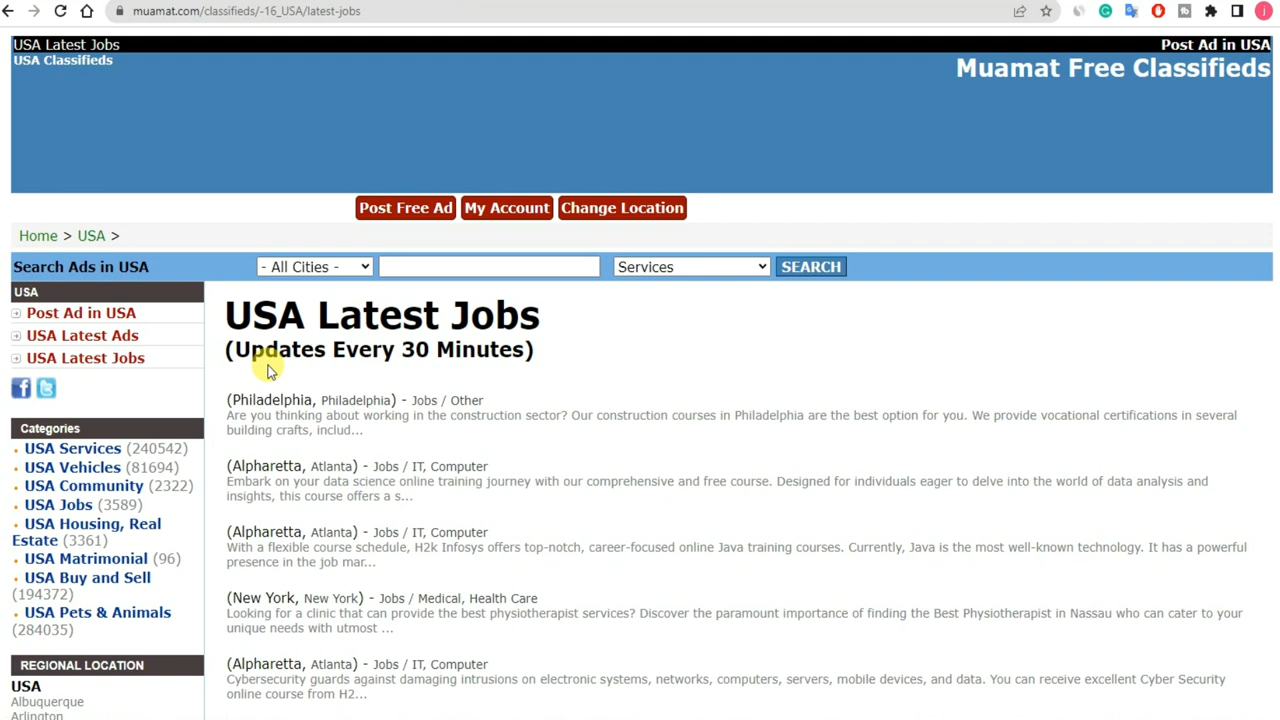 muamat.com/classifieds/-16_USA/latest-jobs
USA Latest Jobs
Post Ad in USA
USA Classifieds
Muamat Free Classifieds
Post Free Ad
My Account
Change Location
Home > USA >
Search Ads in USA
- All Cities -
Services
SEARCH
USA
Post Ad in USA
USA Latest Ads
USA Latest Jobs
Categories
USA Services (240542)
USA Vehicles (81694)
USA Community (2322)
USA Jobs (3589)
USA Housing, Real
Estate (3361)
USA Matrimonial (96)
USA Buy and Sell
(194372)
USA Pets & Animals
(284035)
REGIONAL LOCATION
USA
Albuquerque
Arlington
USA Latest Jobs
(Updates Every 30 Minutes)
(Philadelphia, Philadelphia) - Jobs / Other
Are you thinking about working in the construction sector? Our construction courses in Philadelphia are the best option for you. We provide vocational certifications in several
building crafts, includ...
(Alpharetta, Atlanta) - Jobs / IT, Computer
Embark on your data science online training journey with our comprehensive and free course. Designed for individuals eager to delve into the world of data analysis and
insights, this course offers a s...
(Alpharetta, Atlanta) - Jobs / IT, Computer
With a flexible course schedule, H2k Infosys offers top-notch, career-focused online Java training courses. Currently, Java is the most well-known technology. It has a powerful
presence in the job mar...
(New York, New York) - Jobs / Medical, Health Care
Looking for a clinic that can provide the best physiotherapist services? Discover the paramount importance of finding the Best Physiotherapist in Nassau who can cater to your
unique needs with utmost ...
(Alpharetta, Atlanta) - Jobs / IT, Computer
Cybersecurity guards against damaging intrusions on electronic systems, networks, computers, servers, mobile devices, and data. You can receive excellent Cyber Security
online course from H2...